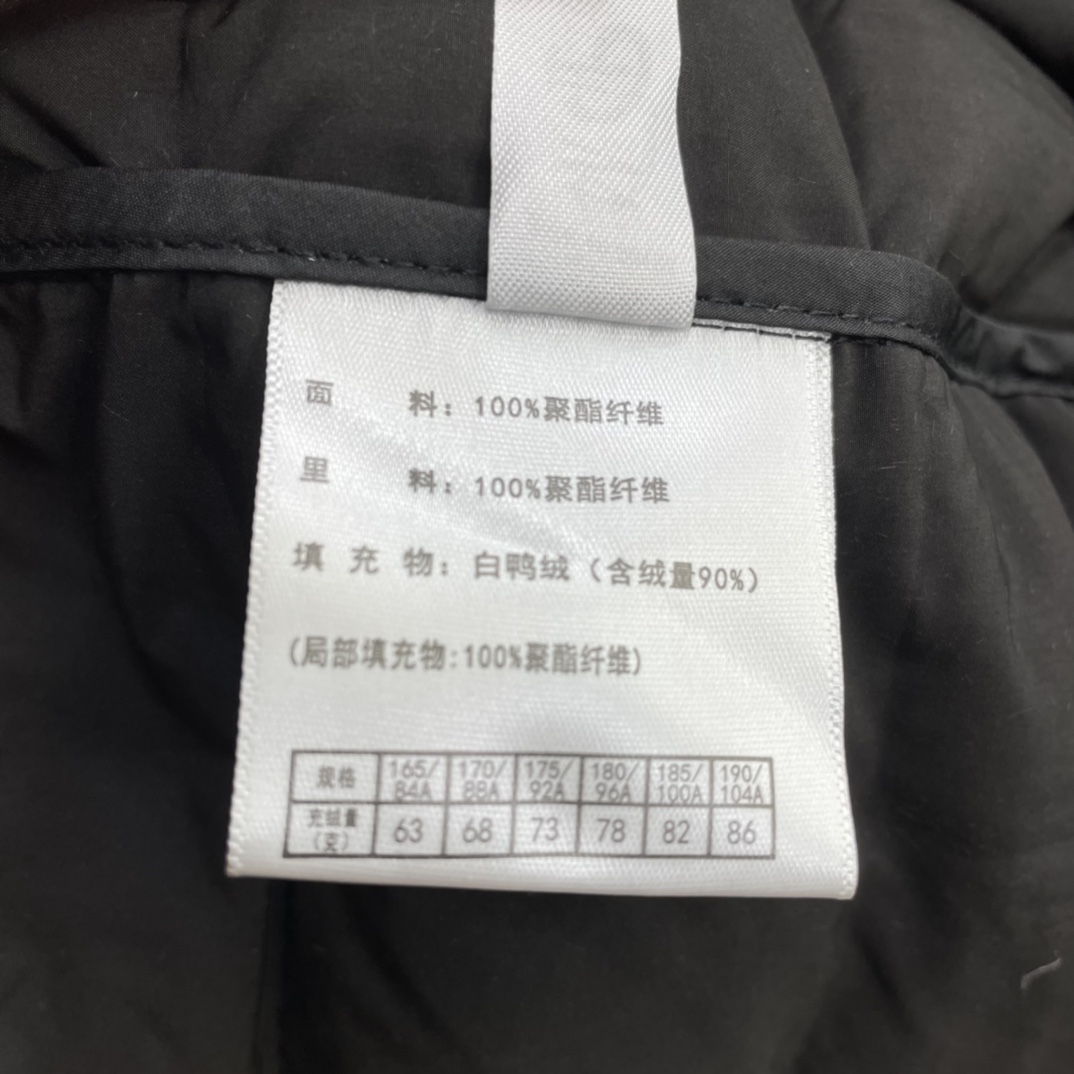 面 料：100%聚酯纤维
里 料：100%聚酯纤维
填 充 物：白鸭绒（含绒量90%）
(局部填充物:100%聚酯纤维)
规格 165/84A 170/88A 175/92A 180/96A 185/100A 190/104A
充绒量（克） 63 68 73 78 82 86